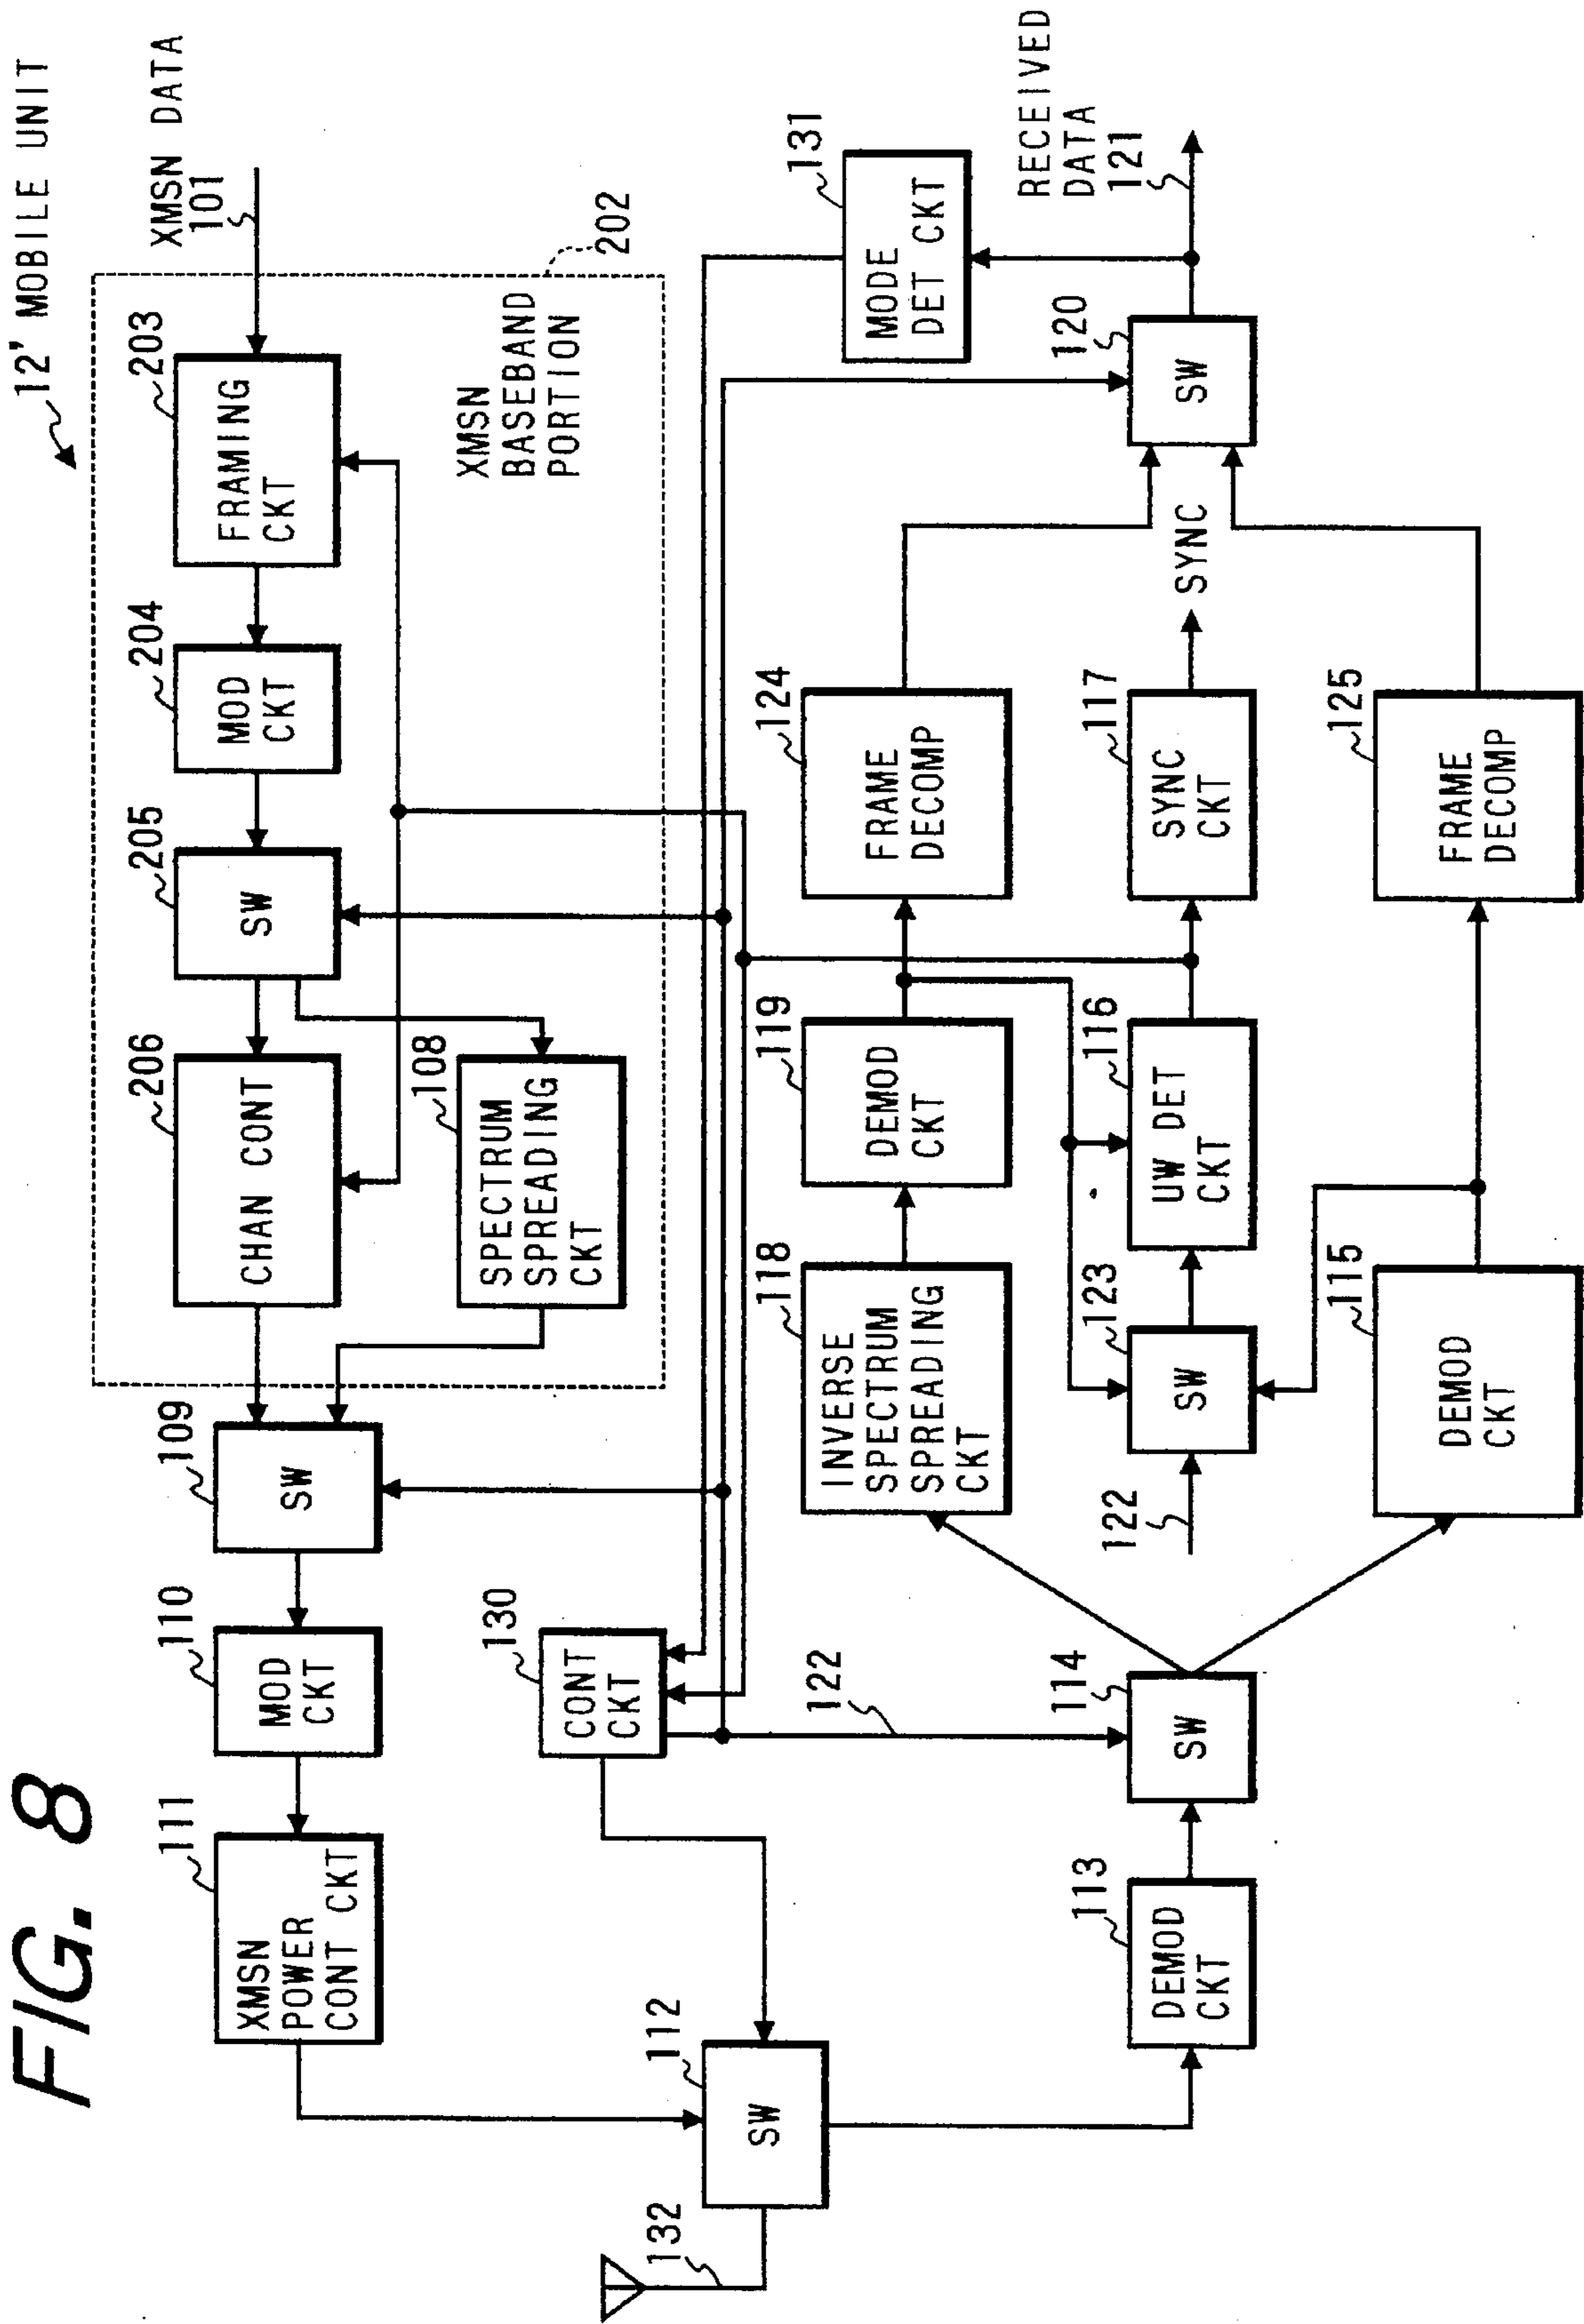 FIG. 8
12' MOBILE UNIT
XMSN DATA
101
202
XMSN
BASEBAND
PORTION
203
FRAMING
CKT
204
MOD
CKT
205
SW
206
CHAN CONT
108
SPECTRUM
SPREADING
CKT
109
SW
110
MOD
CKT
111
XMSN
POWER
CONT CKT
130
CONT
CKT
131
MODE
DET CKT
RECEIVED
DATA
121
120
SW
SYNC
124
FRAME
DECOMP
117
SYNC
CKT
125
FRAME
DECOMP
119
DEMOD
CKT
116
UW DET
CKT
118
INVERSE
SPECTRUM
SPREADING
CKT
123
SW
122
115
DEMOD
CKT
122
114
SW
113
DEMOD
CKT
112
SW
132